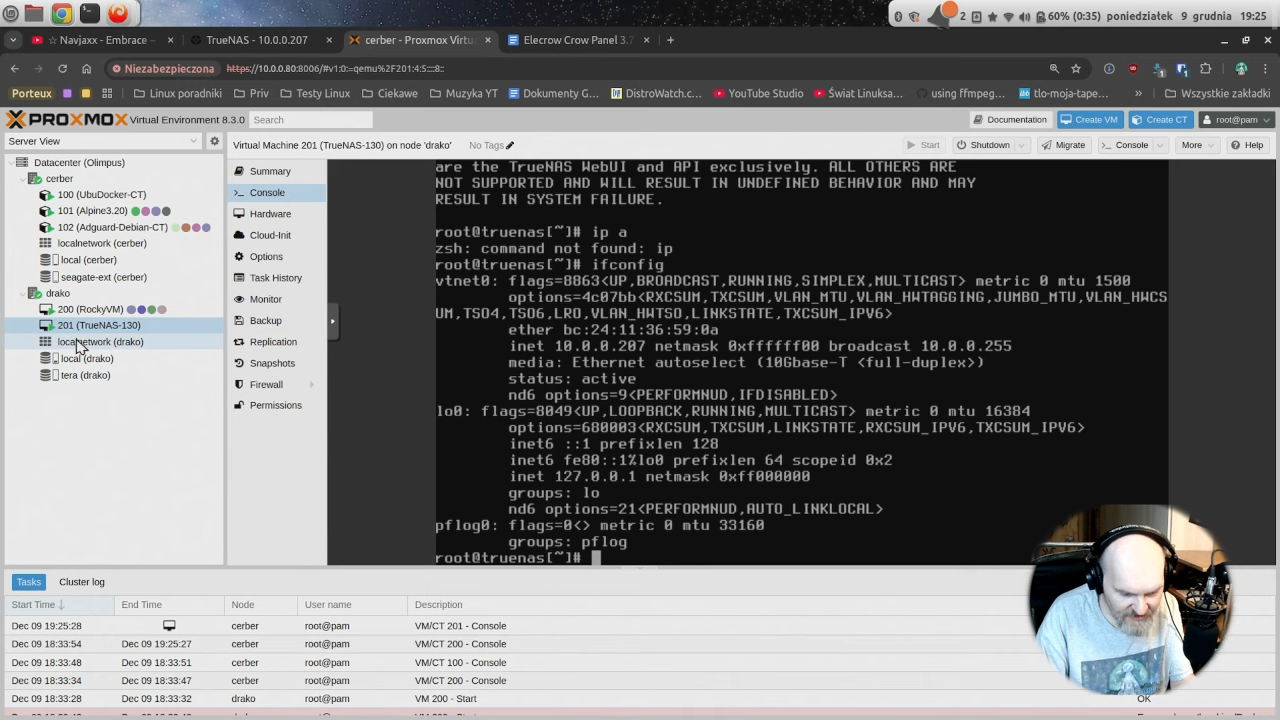 2
60% (0:35)
poniedziałek
9 grudnia
19:25
Navjaxx - Embrace -
TrueNAS - 10.0.0.207
cerber - Proxmox Virtu
Elecrow Crow Panel 3.7
Niezabezpieczona
https://10.0.0.80:8006/#v1:0:=qemu%2F201:4:5::::8::
Porteux
Linux poradniki
Przydatne
Testy Linux
Ciekawe
Muzyka YT
Dokumenty G...
DistroWatch.c...
YouTube Studio
Świat Linuksa...
using ffmpeg...
tlo-moja-tape...
»
Wszystkie zakładki
PROXMOX
Virtual Environment 8.3.0
Search
Documentation
Create VM
Create CT
root@pam
Server View
Virtual Machine 201 (TrueNAS-130) on node 'drako'
No Tags
Start
Shutdown
Migrate
Console
More
Help
Datacenter (Olimpus)
cerber
100 (UbuDocker-CT)
101 (Alpine3.20)
102 (Adguard-Debian-CT)
localnetwork (cerber)
local (cerber)
seagate-ext (cerber)
drako
200 (RockyVM)
201 (TrueNAS-130)
localnetwork (drako)
local (drako)
tera (drako)
Summary
Console
Hardware
Cloud-Init
Options
Task History
Monitor
Backup
Replication
Snapshots
Firewall
Permissions
are the TrueNAS WebUI and API exclusively. ALL OTHERS ARE
NOT SUPPORTED AND WILL RESULT IN UNDEFINED BEHAVIOR AND MAY
RESULT IN SYSTEM FAILURE.
root@truenas[~]# ip a
zsh: command not found: ip
root@truenas[~]# ifconfig
vtnet0: flags=8863<UP,BROADCAST,RUNNING,SIMPLEX,MULTICAST> metric 0 mtu 1500
options=4c07bb<RXCSUM,TXCSUM,VLAN_MTU,VLAN_HWTAGGING,JUMBO_MTU,VLAN_HWCS
UM,TSO4,TSO6,LRO,VLAN_HWTSO,LINKSTATE,TXCSUM_IPV6>
ether bc:24:11:36:59:0a
inet 10.0.0.207 netmask 0xffffff00 broadcast 10.0.0.255
media: Ethernet autoselect (10Gbase-T <full-duplex>)
status: active
nd6 options=9<PERFORMNUD,IFDISABLED>
lo0: flags=8049<UP,LOOPBACK,RUNNING,MULTICAST> metric 0 mtu 16384
options=680003<RXCSUM,TXCSUM,LINKSTATE,RXCSUM_IPV6,TXCSUM_IPV6>
inet6 ::1 prefixlen 128
inet6 fe80::1%lo0 prefixlen 64 scopeid 0x2
inet 127.0.0.1 netmask 0xff000000
groups: lo
nd6 options=21<PERFORMNUD,AUTO_LINKLOCAL>
pflog0: flags=0<> metric 0 mtu 33160
groups: pflog
root@truenas[~]#
Tasks
Cluster log
Start Time
End Time
Node
User name
Description
Dec 09 19:25:28
cerber
root@pam
VM/CT 201 - Console
Dec 09 18:33:54
Dec 09 19:25:27
cerber
root@pam
VM/CT 200 - Console
Dec 09 18:33:48
Dec 09 18:33:51
cerber
root@pam
VM/CT 100 - Console
Dec 09 18:33:34
Dec 09 18:33:47
cerber
root@pam
VM/CT 201 - Console
Dec 09 18:33:28
Dec 09 18:33:32
drako
root@pam
VM 200 - Start
OK